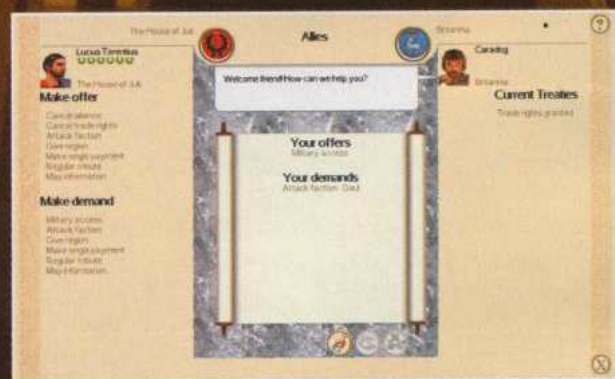 The House of Juli
Allies
Britannia
Lucius Tarentius
The House of Julii
Caradog
Britannia
Welcome friend! How can we help you?
Make offer
Cancel alliance
Cancel trade rights
Attack faction
Give region
Make single payment
Regular tribute
Map information
Make demand
Military access
Attack faction
Give region
Make single payment
Regular tribute
Map information
Your offers
Military access
Your demands
Attack faction Gaul
Current Treaties
Trade rights granted